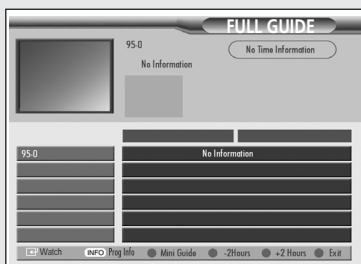 FULL GUIDE
95-0
No Time Information
No Information
95-0
No Information
Watch INFO Prog Info Mini Guide -2Hours +2 Hours Exit